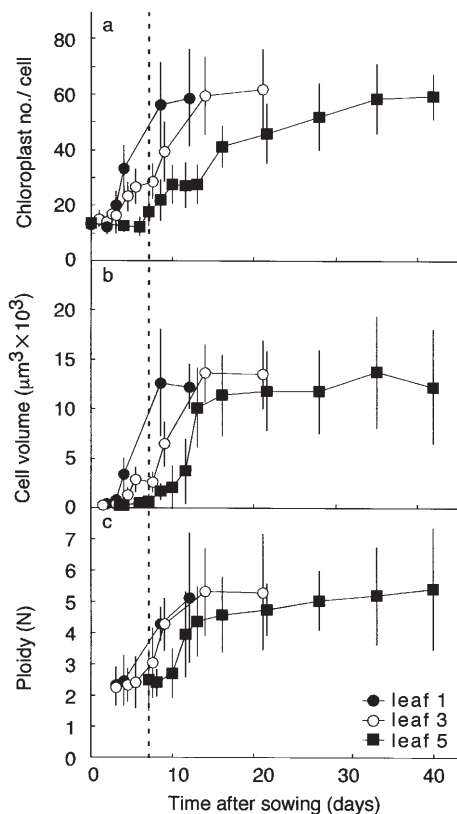 a
80
60
40
20
0
Chloroplast no./ cell
b
20
15
10
5
0
Cell volume (μm³×10³)
c
7
6
5
4
3
2
1
0
Ploidy (N)
leaf 1
leaf 3
leaf 5
0 10 20 30 40
Time after sowing (days)